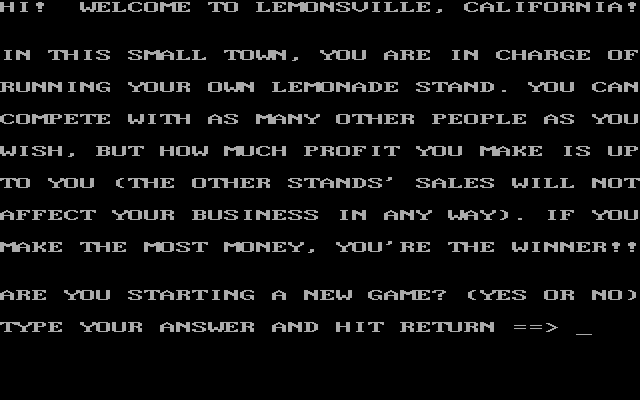 HI!  WELCOME TO LEMONSVILLE, CALIFORNIA!
IN THIS SMALL TOWN, YOU ARE IN CHARGE OF
RUNNING YOUR OWN LEMONADE STAND. YOU CAN
COMPETE WITH AS MANY OTHER PEOPLE AS YOU
WISH, BUT HOW MUCH PROFIT YOU MAKE IS UP
TO YOU (THE OTHER STANDS' SALES WILL NOT
AFFECT YOUR BUSINESS IN ANY WAY). IF YOU
MAKE THE MOST MONEY, YOU'RE THE WINNER!!
ARE YOU STARTING A NEW GAME? (YES OR NO)
TYPE YOUR ANSWER AND HIT RETURN ==> _